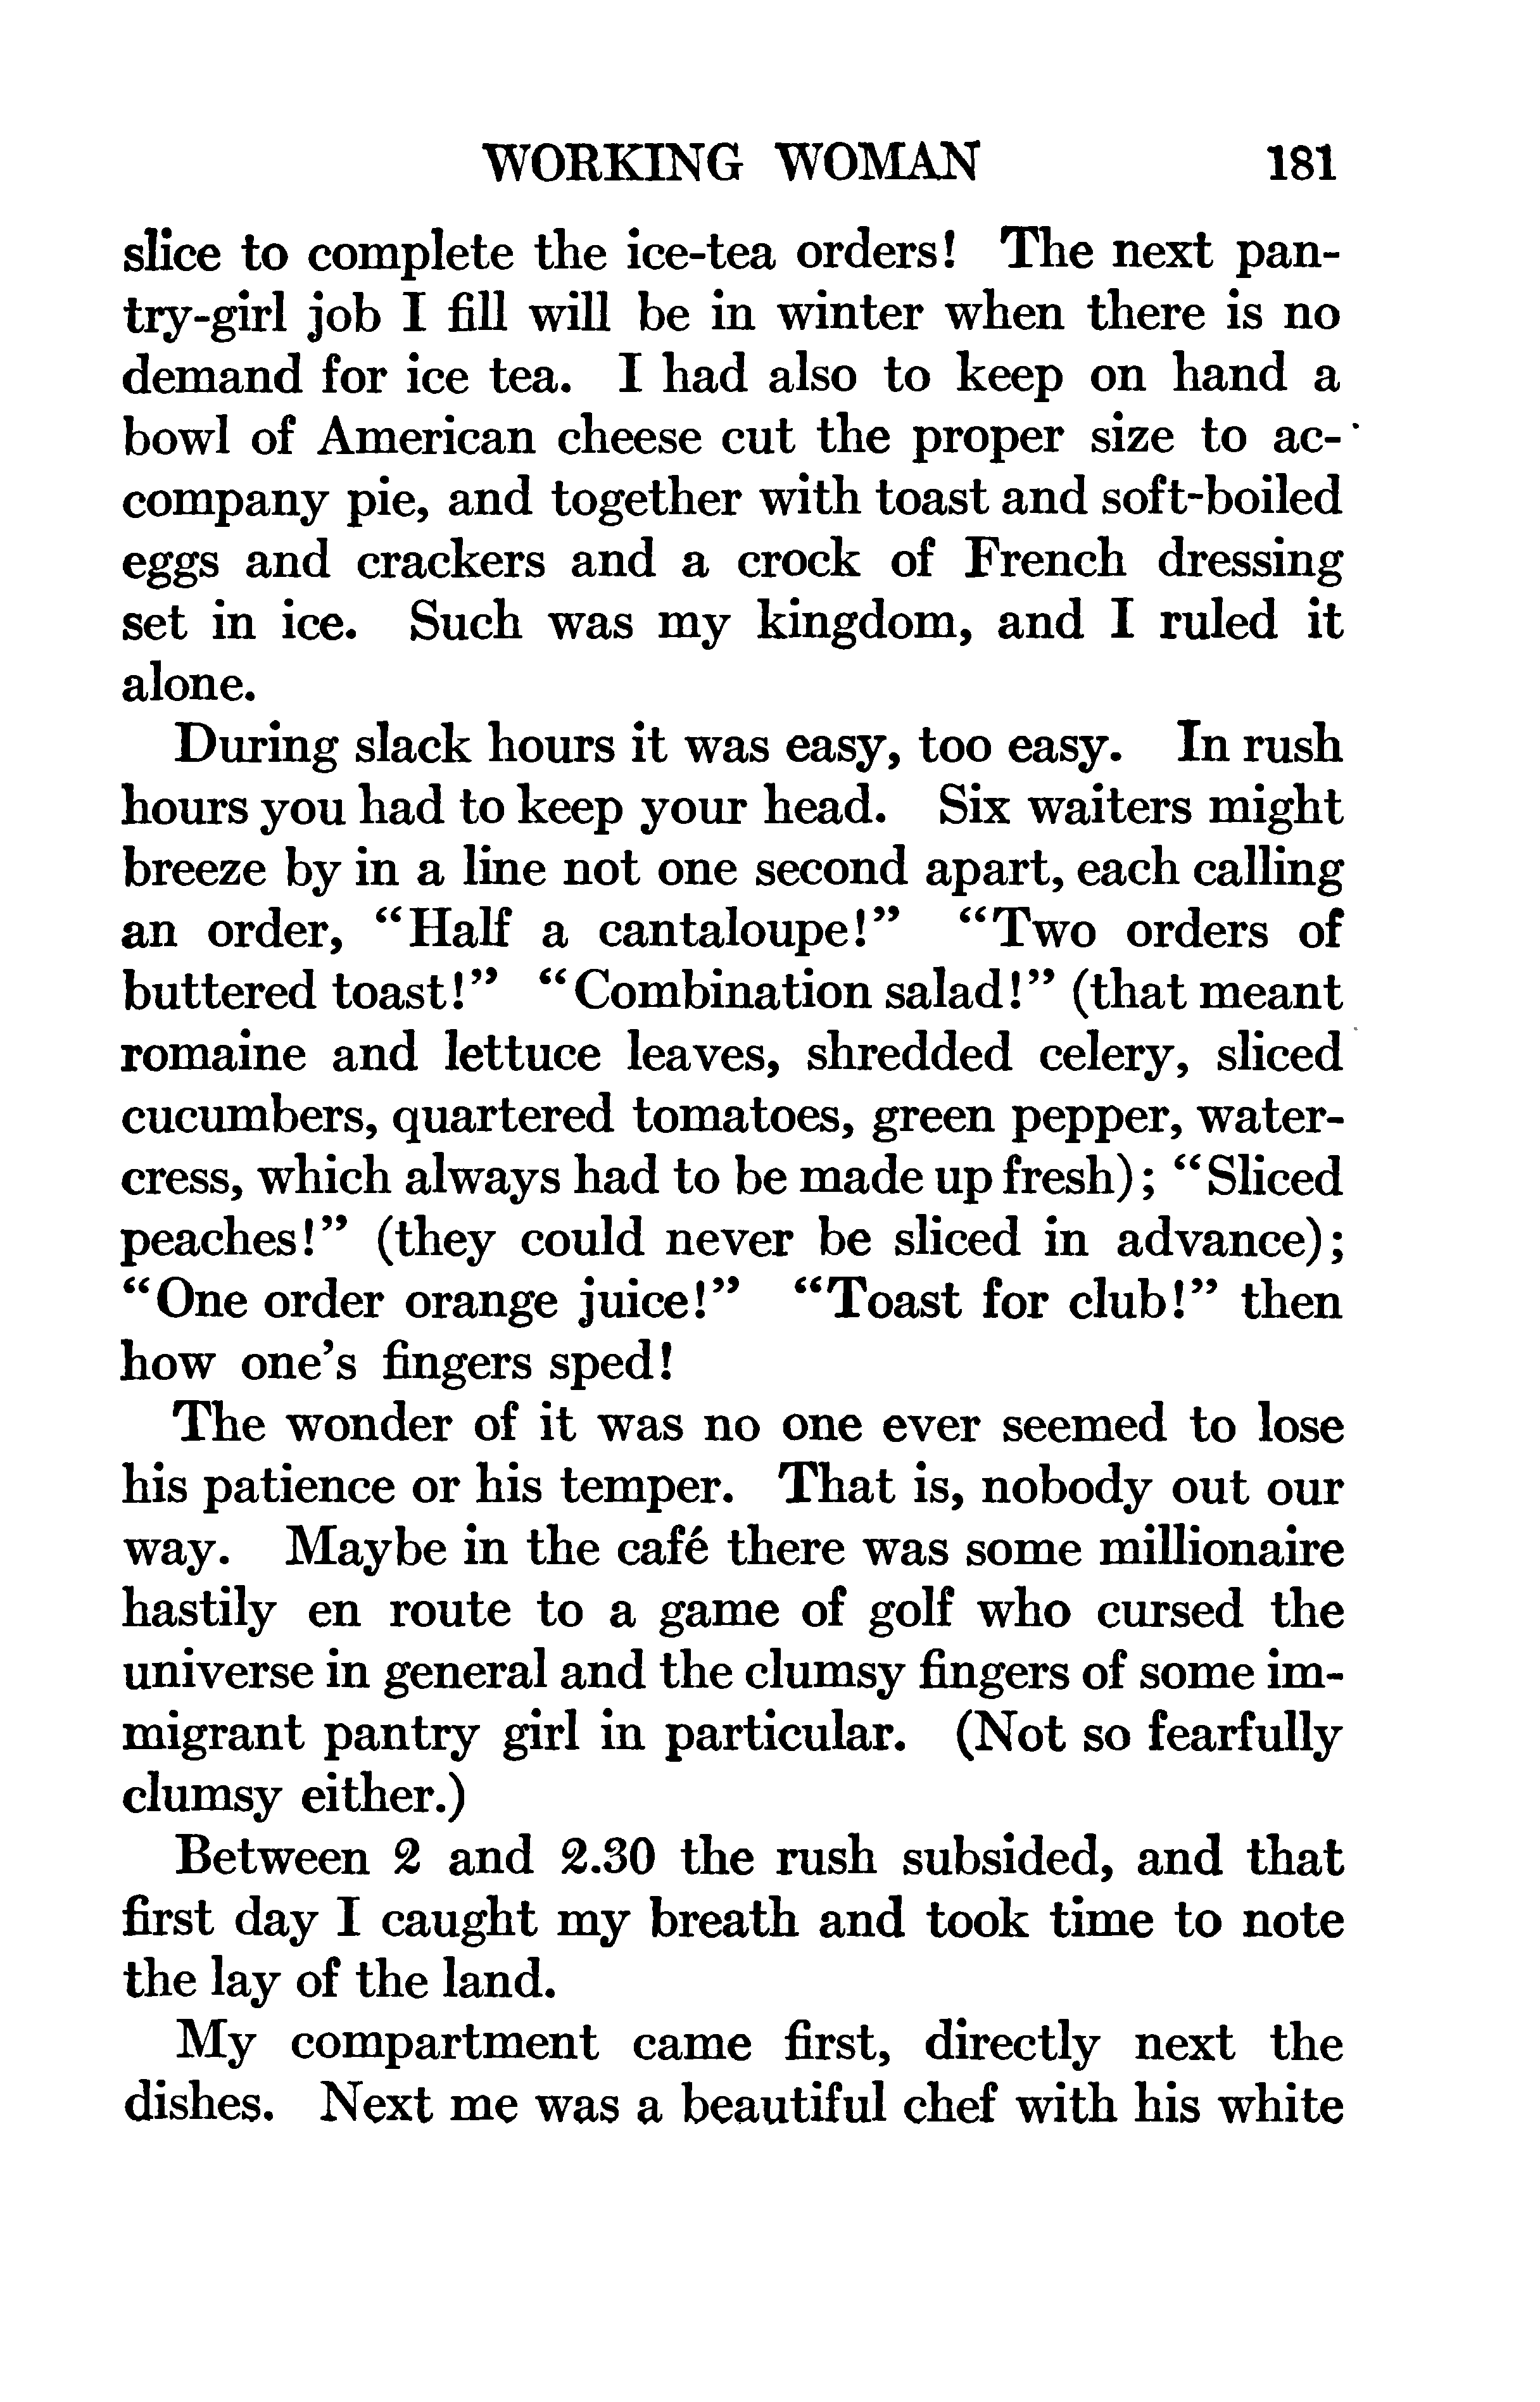 WORKING WOMAN 181
slice to complete the ice-tea orders! The next pan-
try-girl job I fill will be in winter when there is no
demand for ice tea. I had also to keep on hand a
bowl of American cheese cut the proper size to ac-
company pie, and together with toast and soft-boiled
eggs and crackers and a crock of French dressing
set in ice. Such was my kingdom, and I ruled it
alone.
During slack hours it was easy, too easy. In rush
hours you had to keep your head. Six waiters might
breeze by in a line not one second apart, each calling
an order, “Half a cantaloupe!” “Two orders of
buttered toast!” “Combination salad!” (that meant
romaine and lettuce leaves, shredded celery, sliced
cucumbers, quartered tomatoes, green pepper, water-
cress, which always had to be made up fresh); “Sliced
peaches!” (they could never be sliced in advance);
“One order orange juice!” “Toast for club!” then
how one’s fingers sped!
The wonder of it was no one ever seemed to lose
his patience or his temper. That is, nobody out our
way. Maybe in the café there was some millionaire
hastily en route to a game of golf who cursed the
universe in general and the clumsy fingers of some im-
migrant pantry girl in particular. (Not so fearfully
clumsy either.)
Between 2 and 2.30 the rush subsided, and that
first day I caught my breath and took time to note
the lay of the land.
My compartment came first, directly next the
dishes. Next me was a beautiful chef with his white